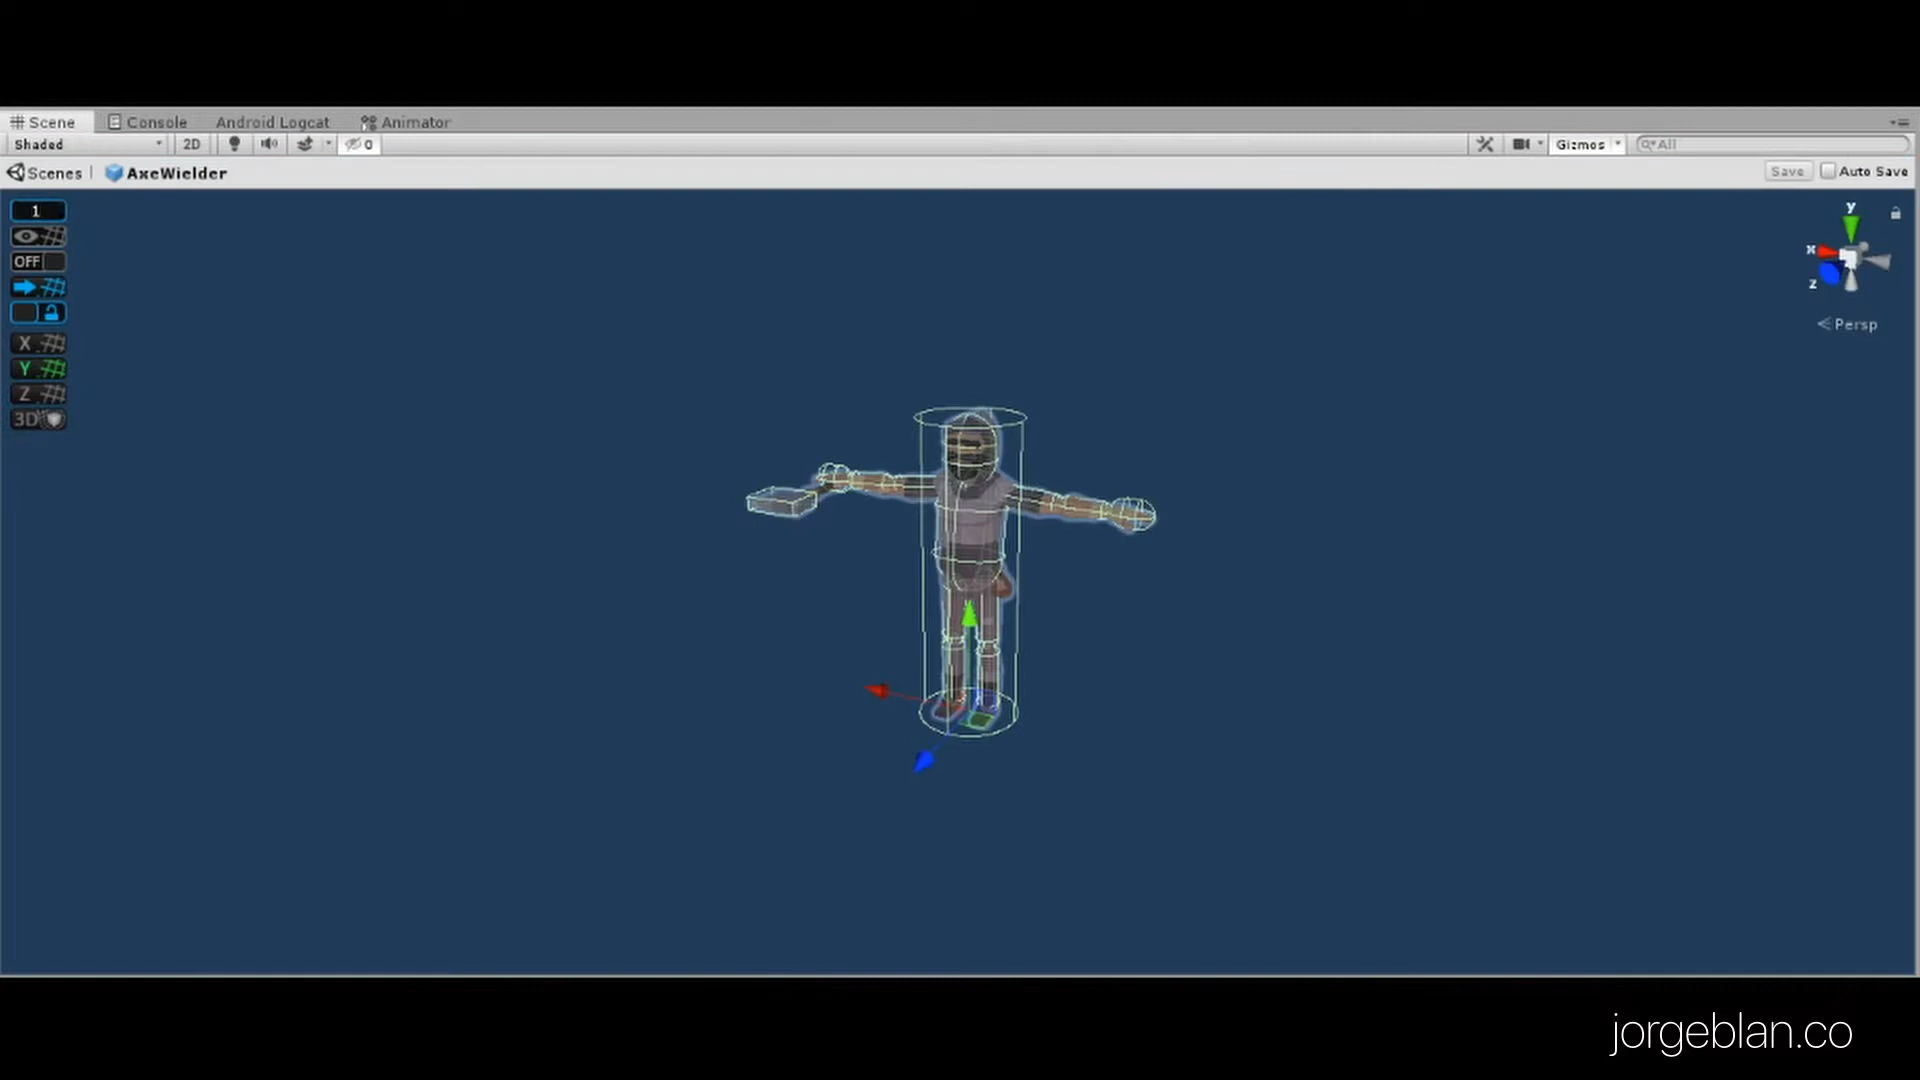 Scene Console Android Logcat Animator
Shaded 2D 0 Gizmos All
Scenes AxeWielder Save Auto Save
1
OFF
X
Y
Z
3D
y
x
z
Persp
jorgeblan.co